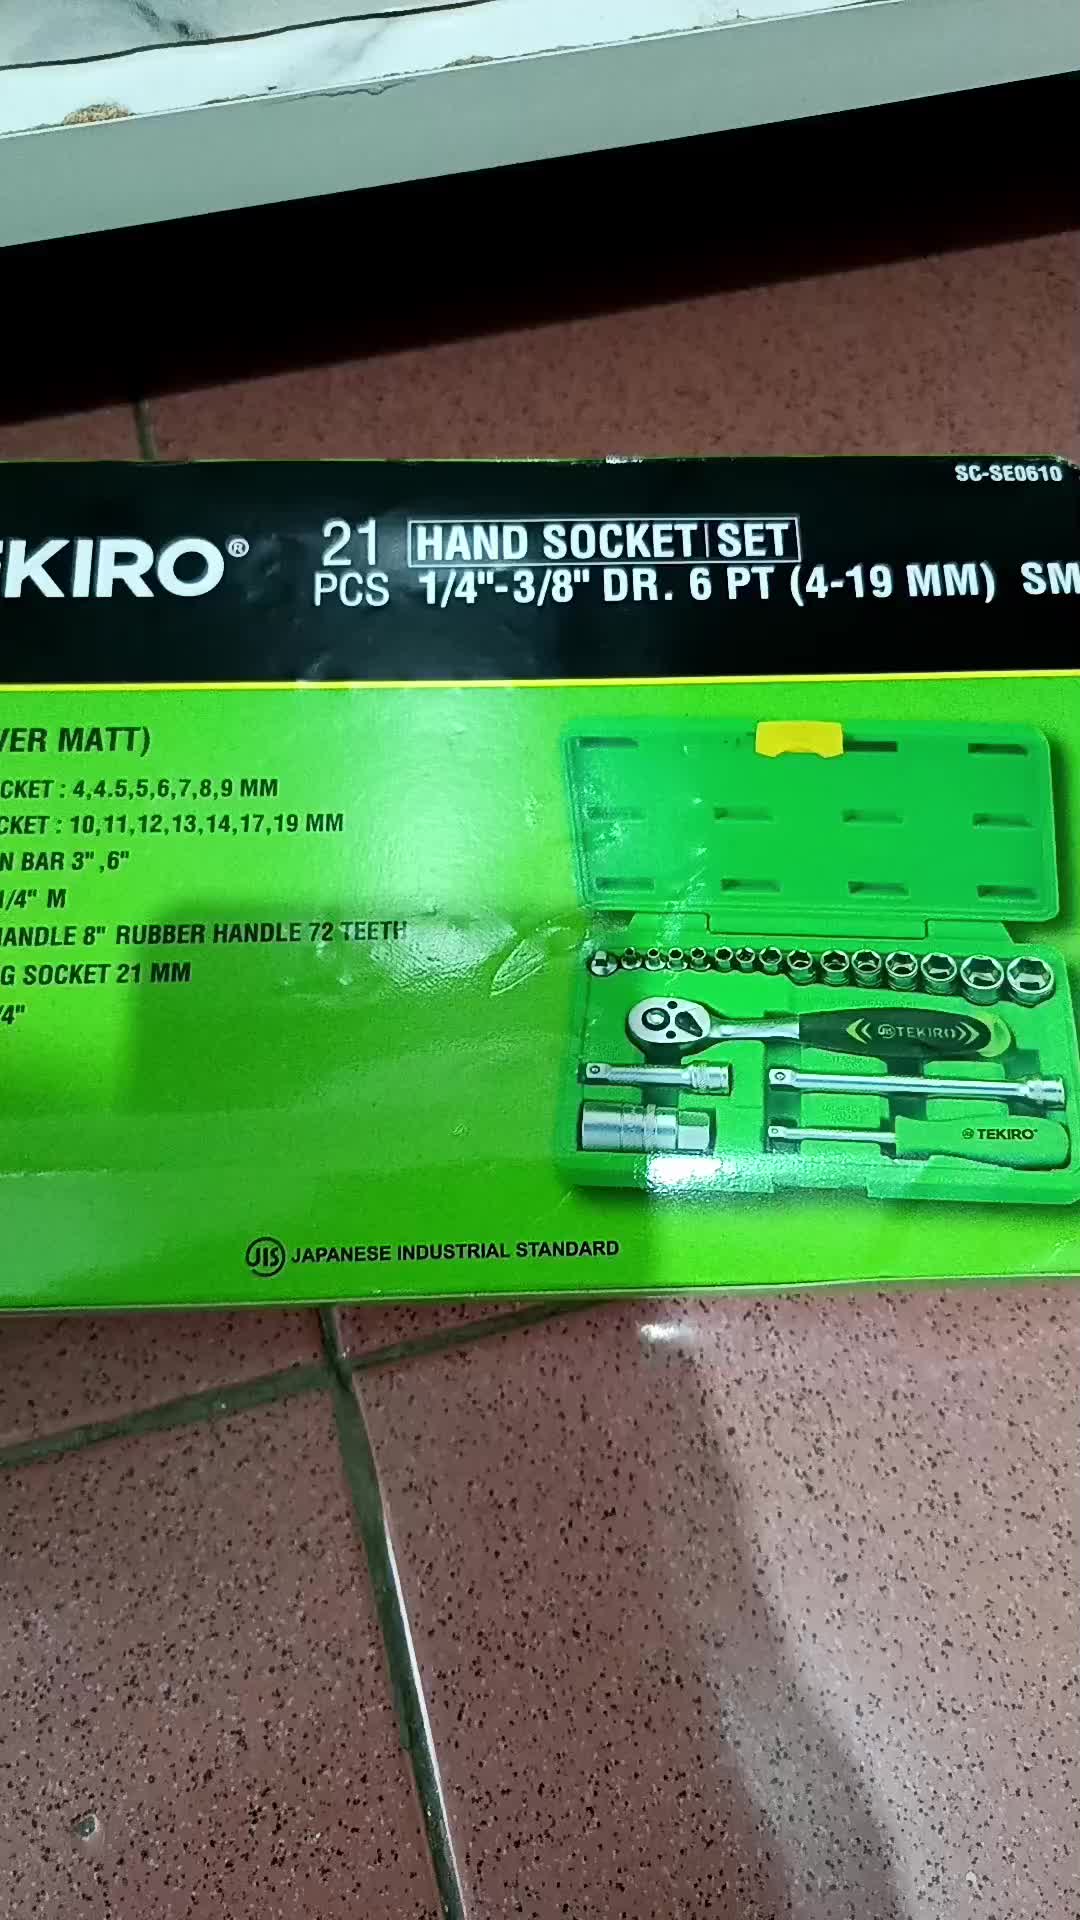 SC-SE0610
KIRO®
21 PCS
HAND SOCKET SET
1/4"-3/8" DR. 6 PT (4-19 MM) SM
VER MATT)
CKET : 4,4.5,5,6,7,8,9 MM
CKET : 10,11,12,13,14,17,19 MM
N BAR 3",6"
1/4" M
HANDLE 8" RUBBER HANDLE 72 TEETH
G SOCKET 21 MM
/4"
JIS TEKIRO
TEKIRO®
JIS JAPANESE INDUSTRIAL STANDARD